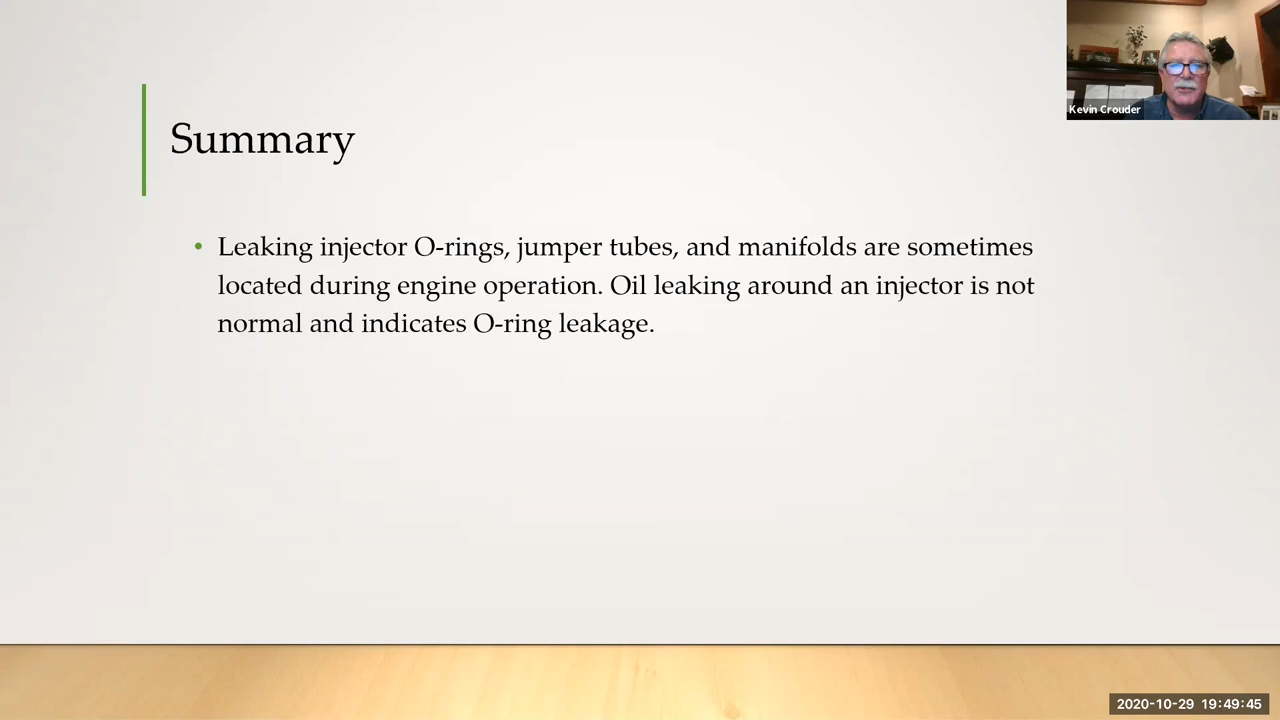 Kevin Crouder
Summary
• Leaking injector O-rings, jumper tubes, and manifolds are sometimes
located during engine operation. Oil leaking around an injector is not
normal and indicates O-ring leakage.
2020-10-29 19:49:45